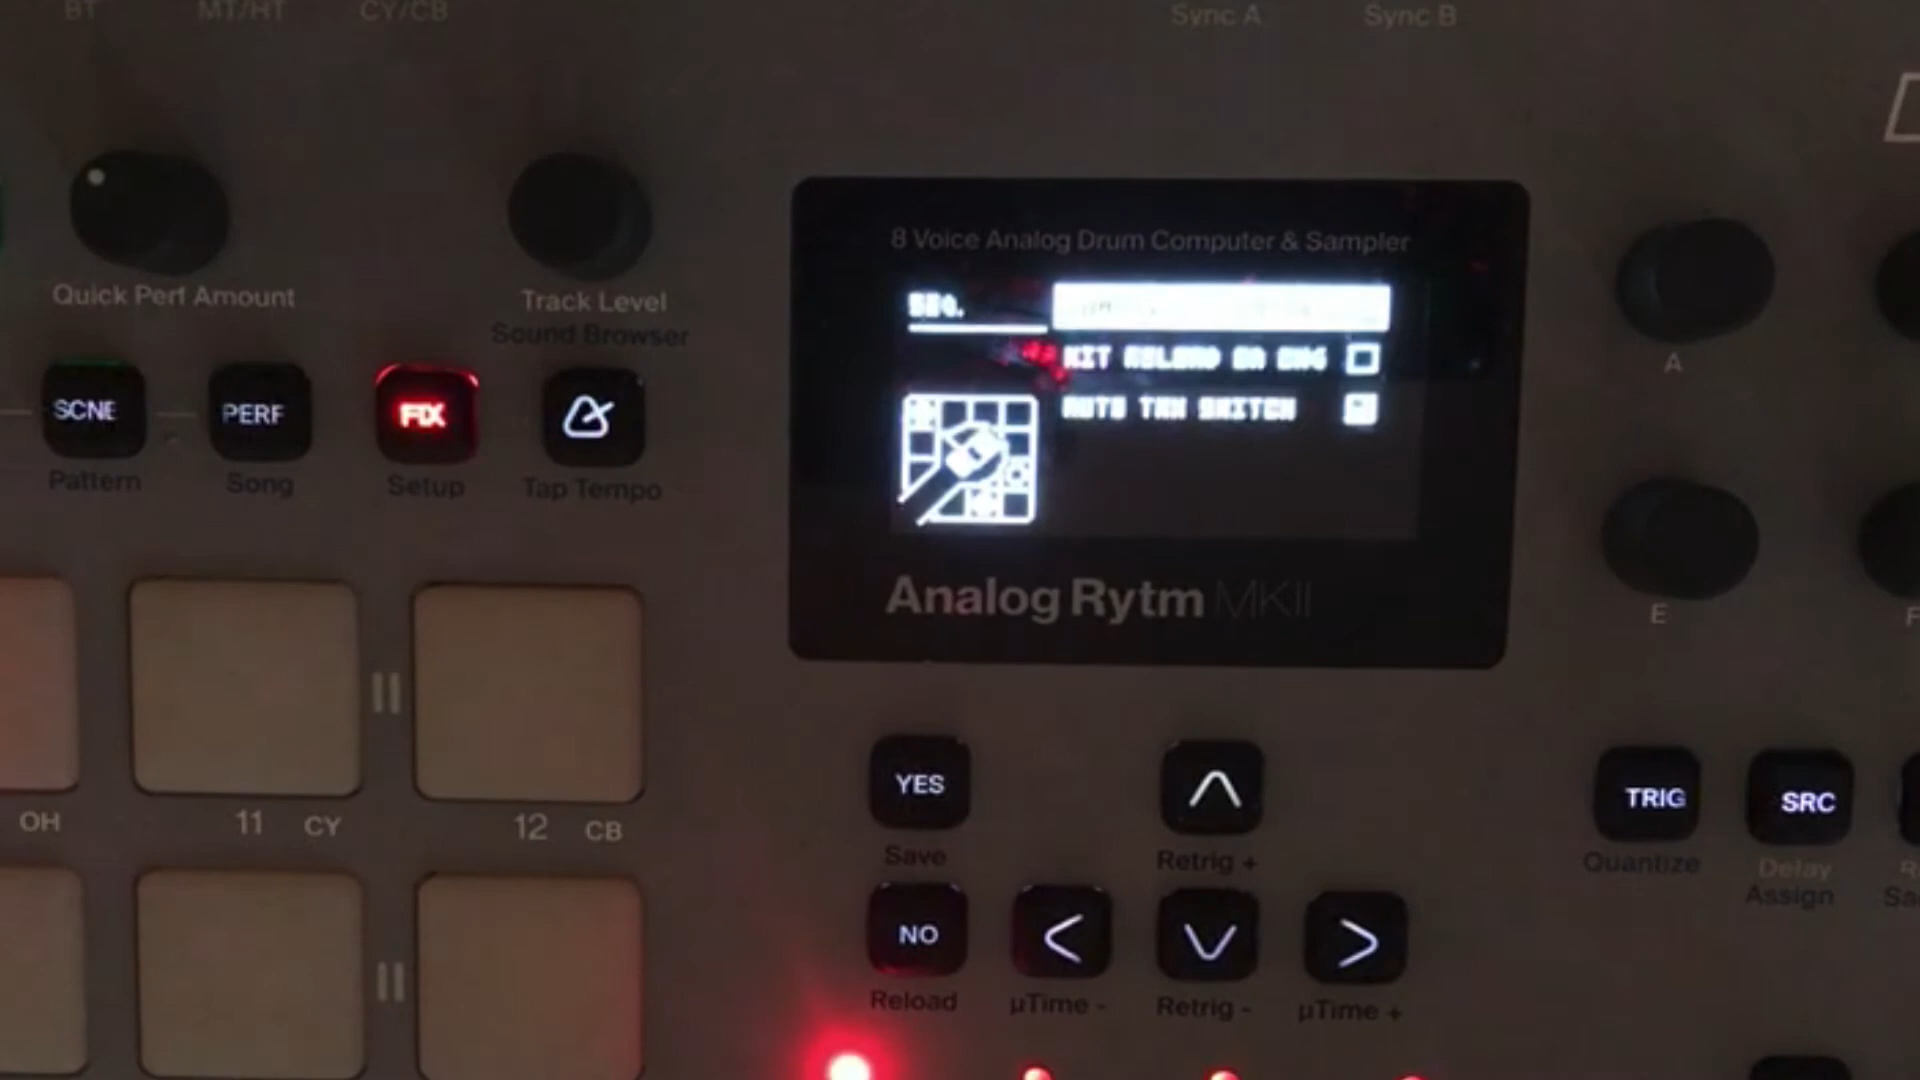 BT MT/HT CY/CB Sync A Sync B
8 Voice Analog Drum Computer & Sampler
Quick Perf Amount Track Level
Sound Browser
SEQ.
KIT RELOAD ON CHG
AUTO TRK SWITCH
A
SCNE PERF FIX
Pattern Song Setup Tap Tempo
Analog Rytm MKII
E F
YES
TRIG SRC
OH 11 CY 12 CB
Save Retrig +
Quantize Delay
Assign
NO
Reload µTime - Retrig - µTime +